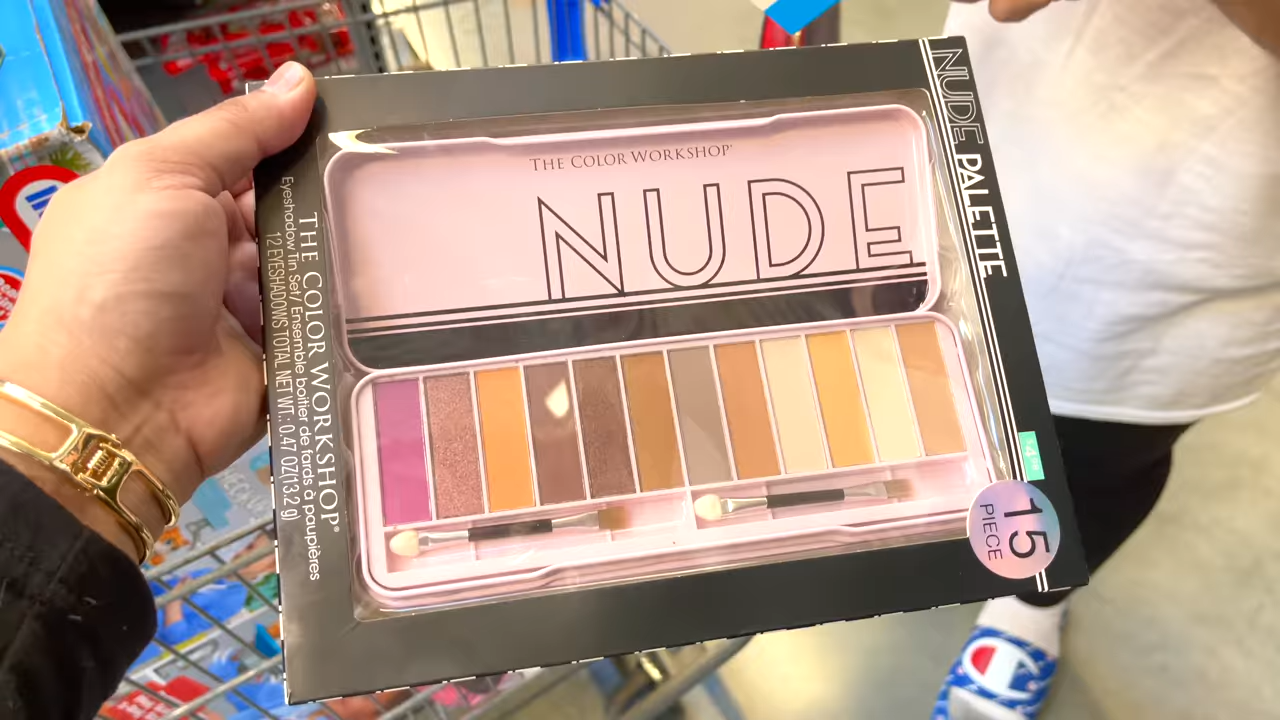 THE COLOR WORKSHOP®
NUDE
NUDE PALETTE
THE COLOR WORKSHOP®
Eyeshadow Tin Set/ Ensemble boîtier de fards à paupières
12 EYESHADOWS TOTAL NET WT.: 0.47 OZ(13.2 g)
15
PIECE